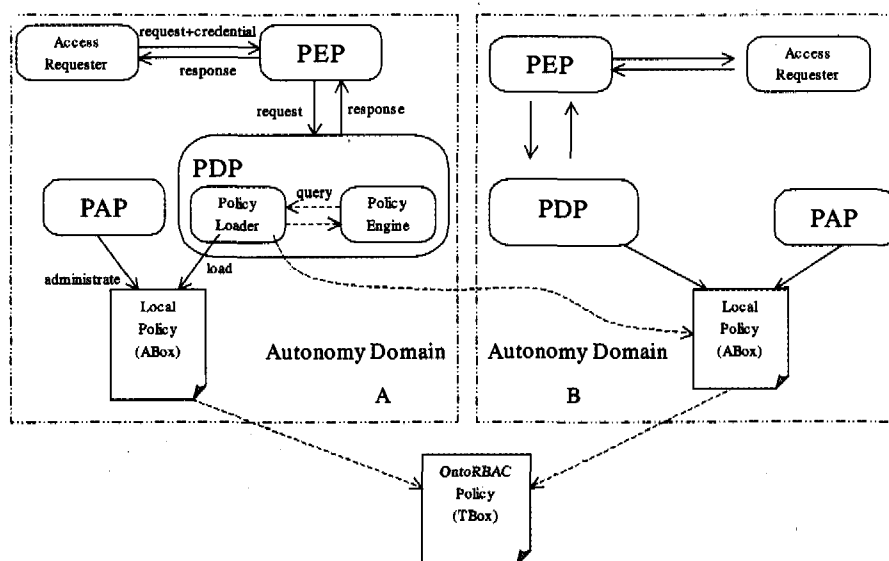 Access
Requester
request+credential
response
PEP
request
response
PDP
Policy
Loader
query
Policy
Engine
PAP
administrate
load
Local
Policy
(ABox)
Autonomy Domain
A
PEP
Access
Requester
PDP
PAP
Local
Policy
(ABox)
Autonomy Domain
B
OntoRBAC
Policy
(TBox)